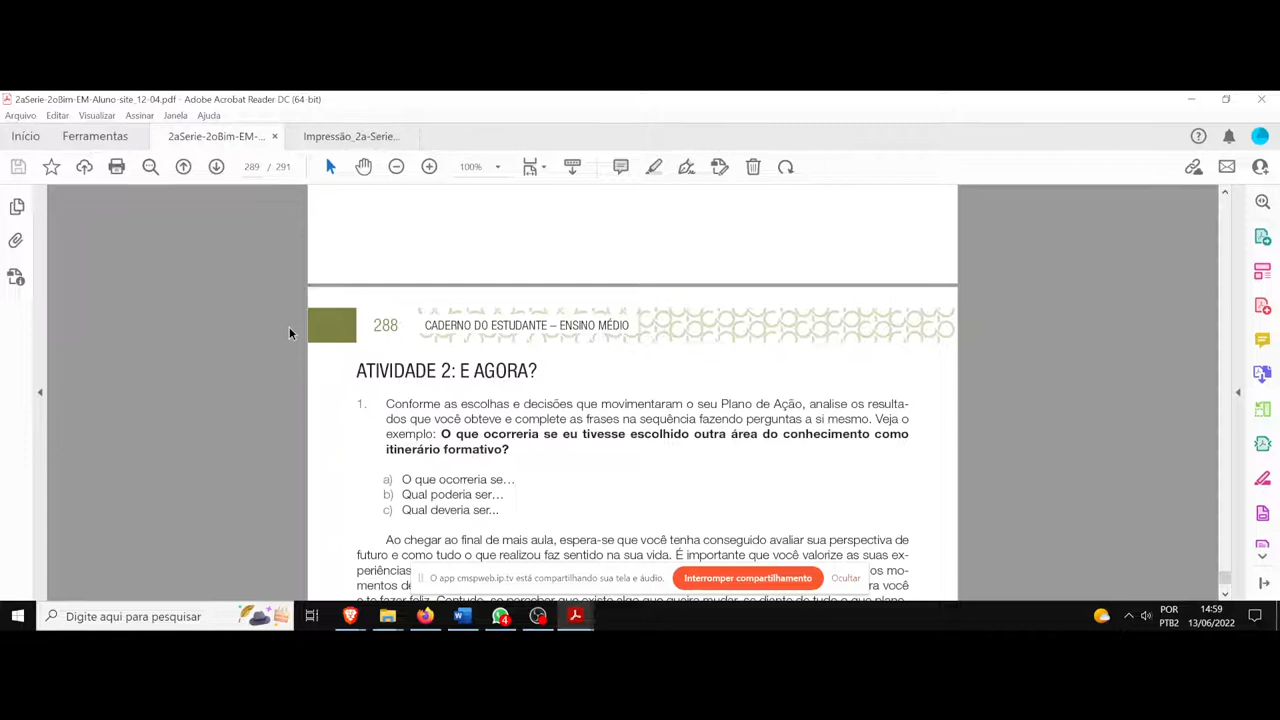 2aSerie-2oBim-EM-Aluno-site_12-04.pdf - Adobe Acrobat Reader DC (64-bit)
Arquivo Editar Visualizar Assinar Janela Ajuda
Início Ferramentas 2aSerie-2oBim-EM-... × Impressão_2a-Serie...
289 / 291 100%
288 CADERNO DO ESTUDANTE – ENSINO MÉDIO
ATIVIDADE 2: E AGORA?
1. Conforme as escolhas e decisões que movimentaram o seu Plano de Ação, analise os resulta-
dos que você obteve e complete as frases na sequência fazendo perguntas a si mesmo. Veja o
exemplo: O que ocorreria se eu tivesse escolhido outra área do conhecimento como
itinerário formativo?
a) O que ocorreria se...
b) Qual poderia ser...
c) Qual deveria ser...
Ao chegar ao final de mais aula, espera-se que você tenha conseguido avaliar sua perspectiva de
futuro e como tudo o que realizou faz sentido na sua vida. É importante que você valorize as suas ex-
periências os mo-
mentos de ra você
O app cmspweb.ip.tv está compartilhando sua tela e áudio. Interromper compartilhamento Ocultar
Digite aqui para pesquisar
4
POR
PTB2
14:59
13/06/2022